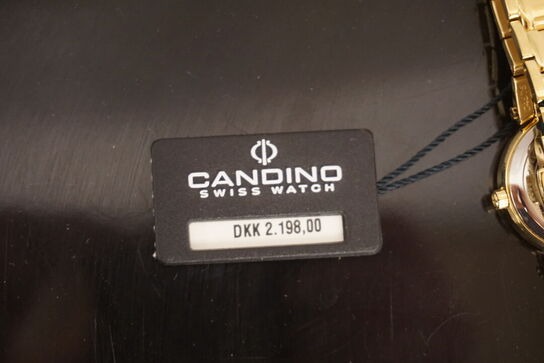 CANDINO
SWISS WATCH
DKK 2.198,00